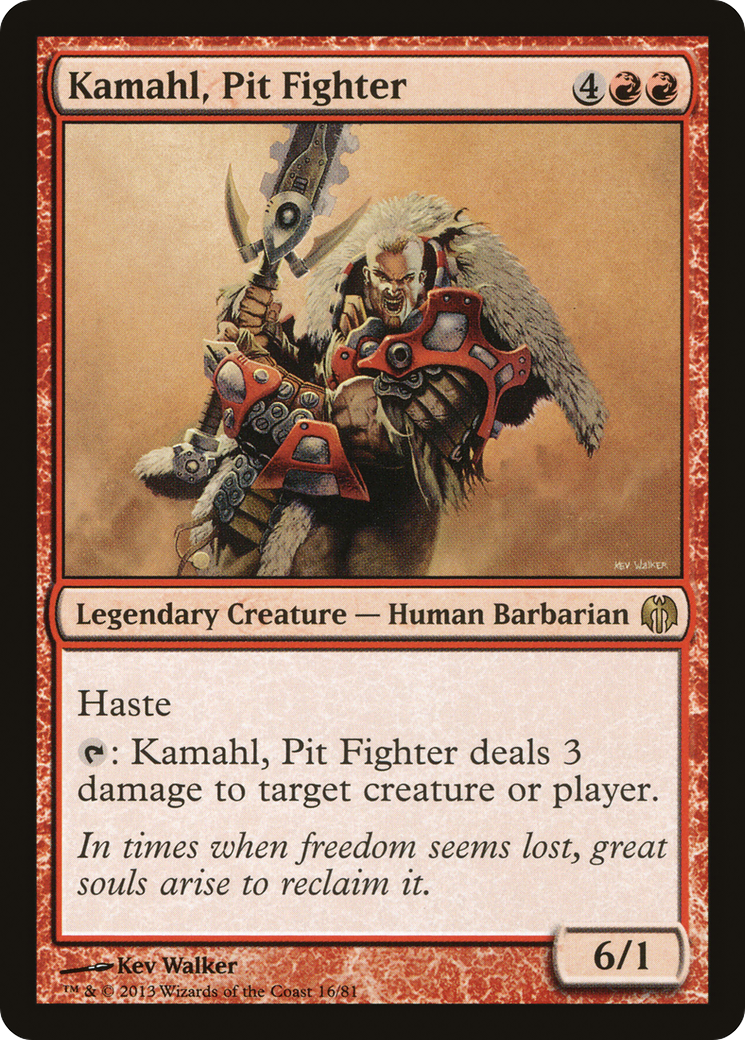 Kamahl, Pit Fighter 4
KEV WALKER
Legendary Creature — Human Barbarian
Haste
: Kamahl, Pit Fighter deals 3
damage to target creature or player.
In times when freedom seems lost, great
souls arise to reclaim it.
6/1
Kev Walker
™ & © 2013 Wizards of the Coast 16/81